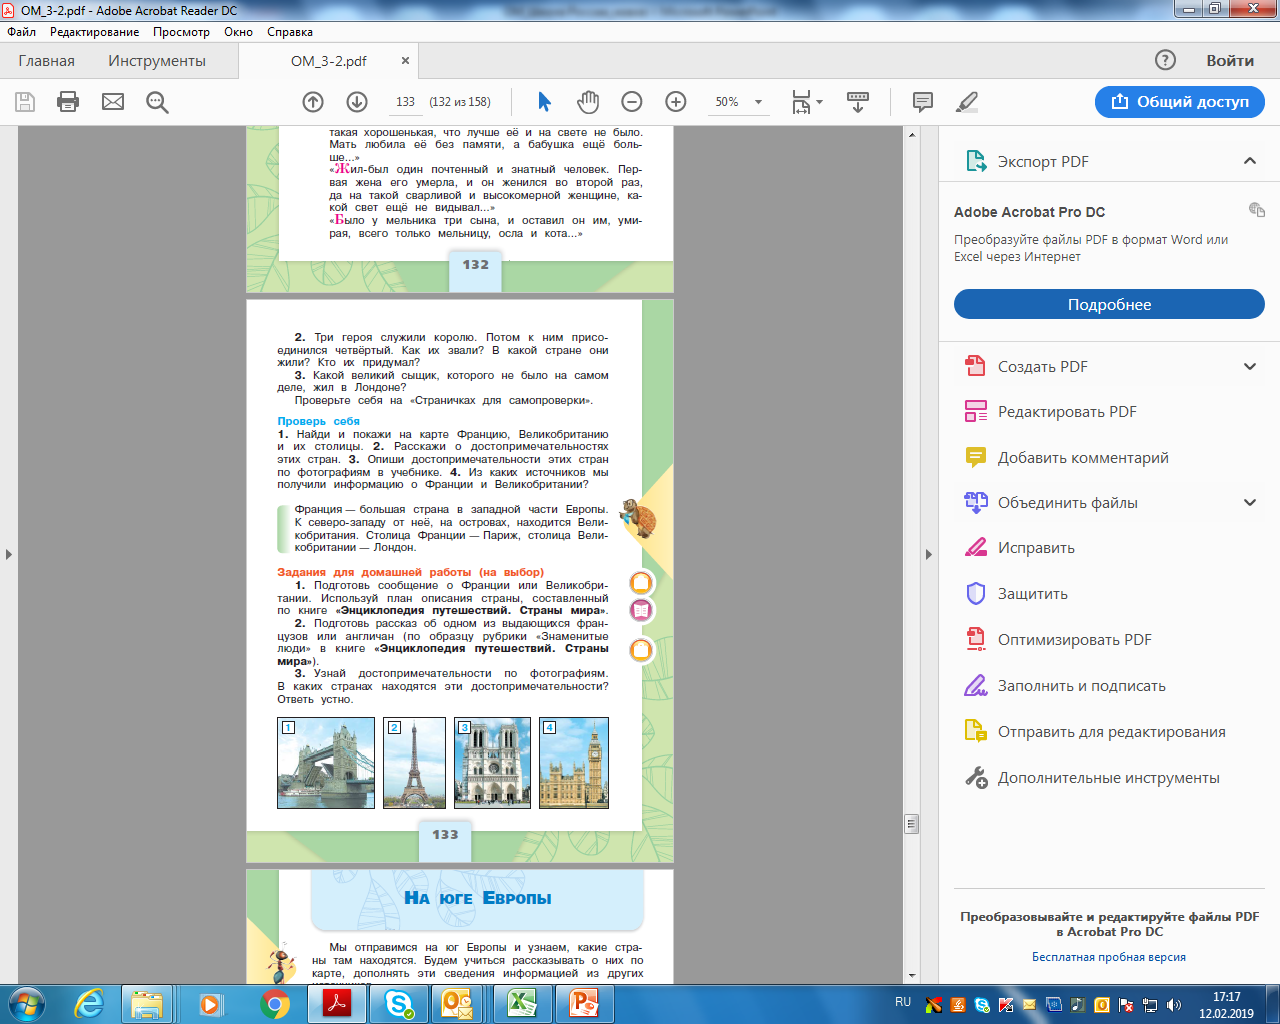 OM_3-2.pdf - Adobe Acrobat Reader DC
Файл Редактирование Просмотр Окно Справка
Главная Инструменты OM_3-2.pdf × ? Войти
133 (132 из 158) 50% Общий доступ
такая хорошенькая, что лучше её и на свете не было.
Мать любила её без памяти, а бабушка ещё боль-
ше...»
«Жил-был один почтенный и знатный человек. Пер-
вая жена его умерла, и он женился во второй раз,
да на такой сварливой и высокомерной женщине, ка-
кой свет ещё не видывал...»
«Было у мельника три сына, и оставил он им, уми-
рая, всего только мельницу, осла и кота...»
132
2. Три героя служили королю. Потом к ним присо-
единился четвёртый. Как их звали? В какой стране они
жили? Кто их придумал?
3. Какой великий сыщик, которого не было на самом
деле, жил в Лондоне?
Проверьте себя на «Страничках для самопроверки».
Проверь себя
1. Найди и покажи на карте Францию, Великобританию
и их столицы. 2. Расскажи о достопримечательностях
этих стран. 3. Опиши достопримечательности этих стран
по фотографиям в учебнике. 4. Из каких источников мы
получили информацию о Франции и Великобритании?
Франция — большая страна в западной части Европы.
К северо-западу от неё, на островах, находится Вели-
кобритания. Столица Франции — Париж, столица Вели-
кобритании — Лондон.
Задания для домашней работы (на выбор)
1. Подготовь сообщение о Франции или Великобри-
тании. Используй план описания страны, составленный
по книге «Энциклопедия путешествий. Страны мира».
2. Подготовь рассказ об одном из выдающихся фран-
цузов или англичан (по образцу рубрики «Знаменитые
люди» в книге «Энциклопедия путешествий. Страны
мира»).
3. Узнай достопримечательности по фотографиям.
В каких странах находятся эти достопримечательности?
Ответь устно.
1 2 3 4
133
На юге Европы
Мы отправимся на юг Европы и узнаем, какие стра-
ны там находятся. Будем учиться рассказывать о них по
карте, дополнять эти сведения информацией из других
Экспорт PDF
Adobe Acrobat Pro DC
Преобразуйте файлы PDF в формат Word или
Excel через Интернет
Подробнее
Создать PDF
Редактировать PDF
Добавить комментарий
Объединить файлы
Исправить
Защитить
Оптимизировать PDF
Заполнить и подписать
Отправить для редактирования
Дополнительные инструменты
Преобразовывайте и редактируйте файлы PDF
в Acrobat Pro DC
Бесплатная пробная версия
RU
17:17
12.02.2019